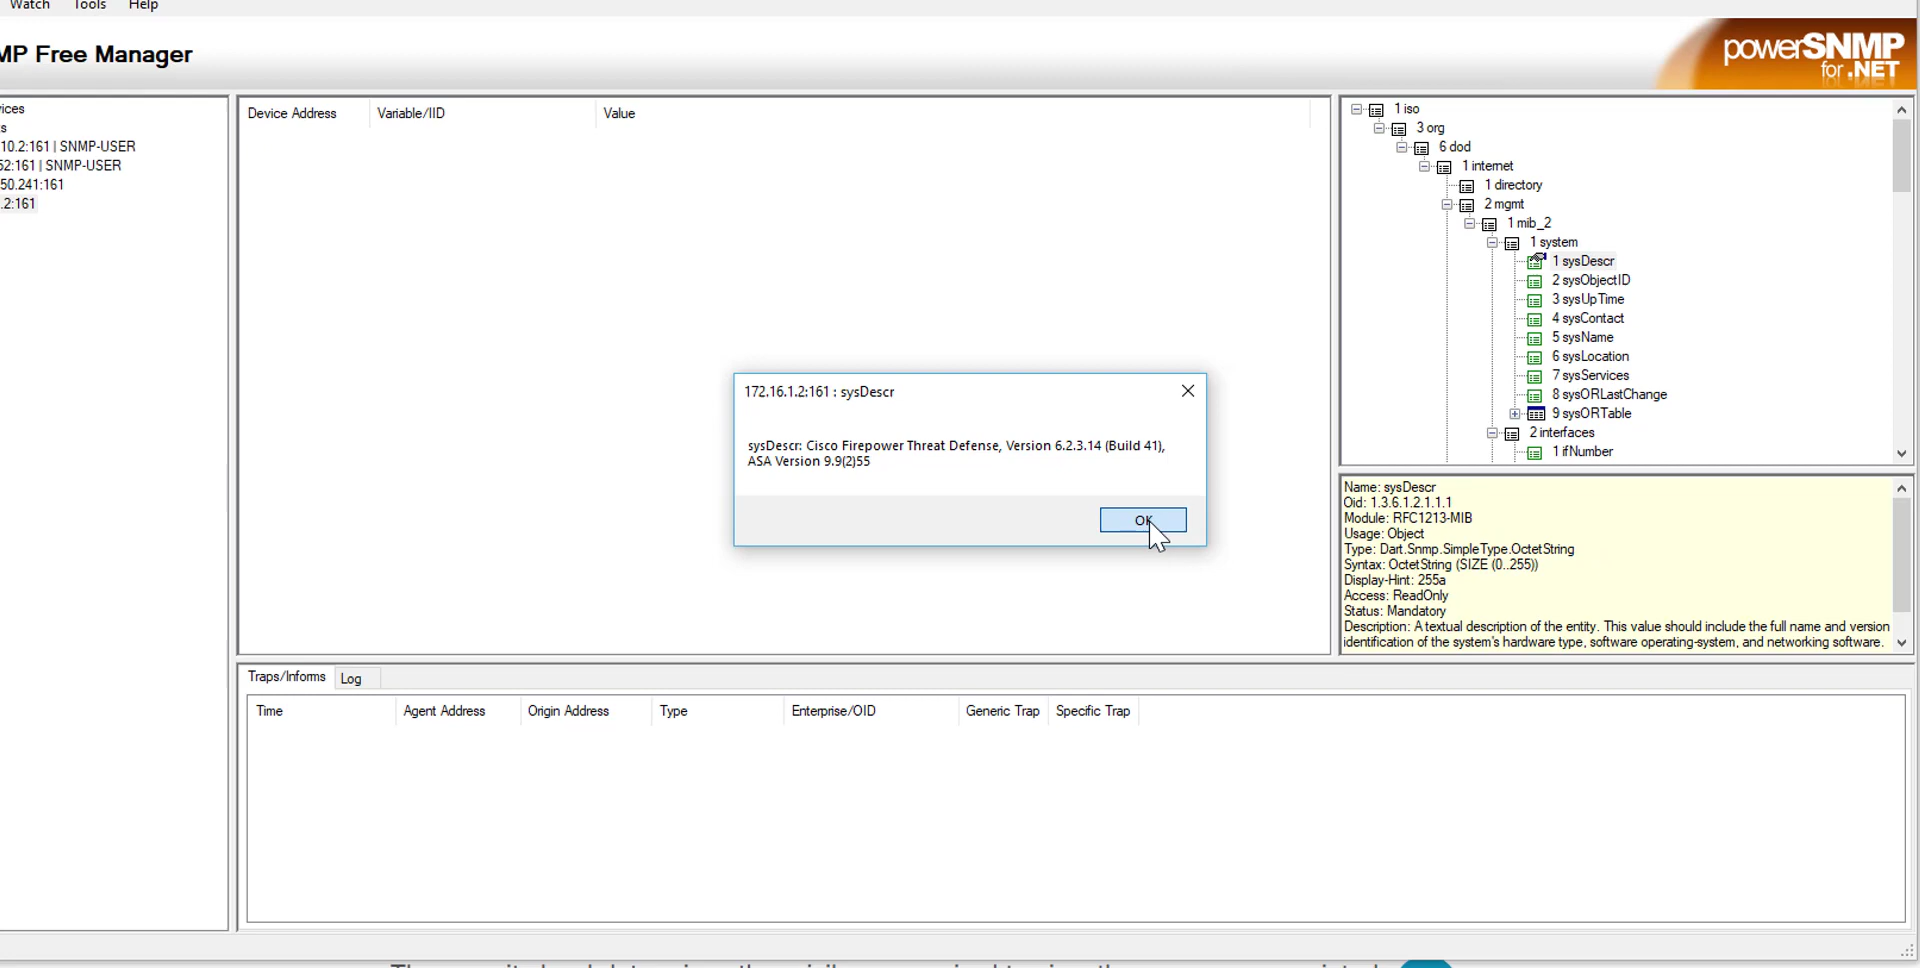 Watch Tools Help
MP Free Manager
powerSNMP
for .NET
ices
s
10.2:161 | SNMP-USER
52:161 | SNMP-USER
50.241:161
.2:161
Device Address Variable/IID Value
172.16.1.2:161 : sysDescr
sysDescr: Cisco Firepower Threat Defense, Version 6.2.3.14 (Build 41),
ASA Version 9.9(2)55
OK
1 iso
3 org
6 dod
1 internet
1 directory
2 mgmt
1 mib_2
1 system
1 sysDescr
2 sysObjectID
3 sysUpTime
4 sysContact
5 sysName
6 sysLocation
7 sysServices
8 sysORLastChange
9 sysORTable
2 interfaces
1 ifNumber
Name: sysDescr
Oid: 1.3.6.1.2.1.1.1
Module: RFC1213-MIB
Usage: Object
Type: Dart.Snmp.SimpleType.OctetString
Syntax: OctetString (SIZE (0..255))
Display-Hint: 255a
Access: ReadOnly
Status: Mandatory
Description: A textual description of the entity. This value should include the full name and version
identification of the system's hardware type, software operating-system, and networking software.
Traps/Informs Log
Time Agent Address Origin Address Type Enterprise/OID Generic Trap Specific Trap